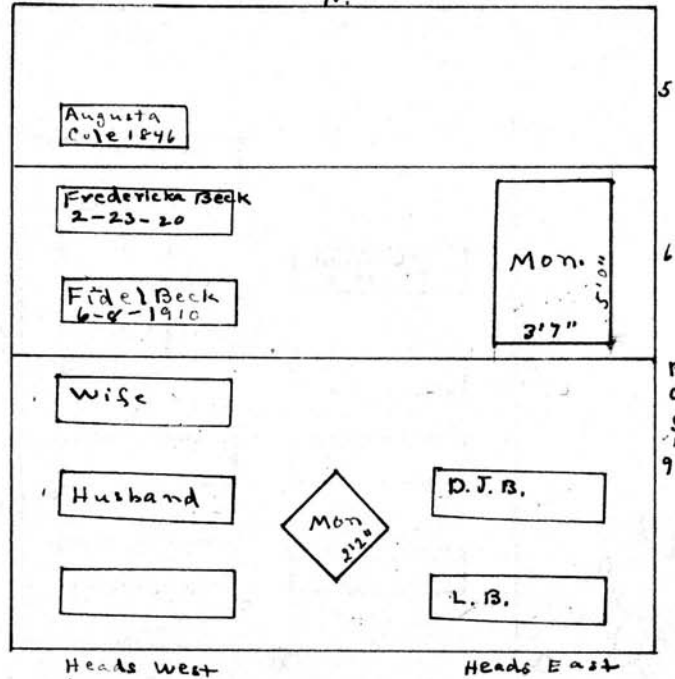 N.
5
Augusta
Cole 1846
Fredericka Beck
2-23-20
Fidel Beck
6-8-1910
Mon.
5'0"
3'7"
6
Wife
Husband
Mon
2'2"
D.J.B.
L.B.
9
Heads West
Heads East